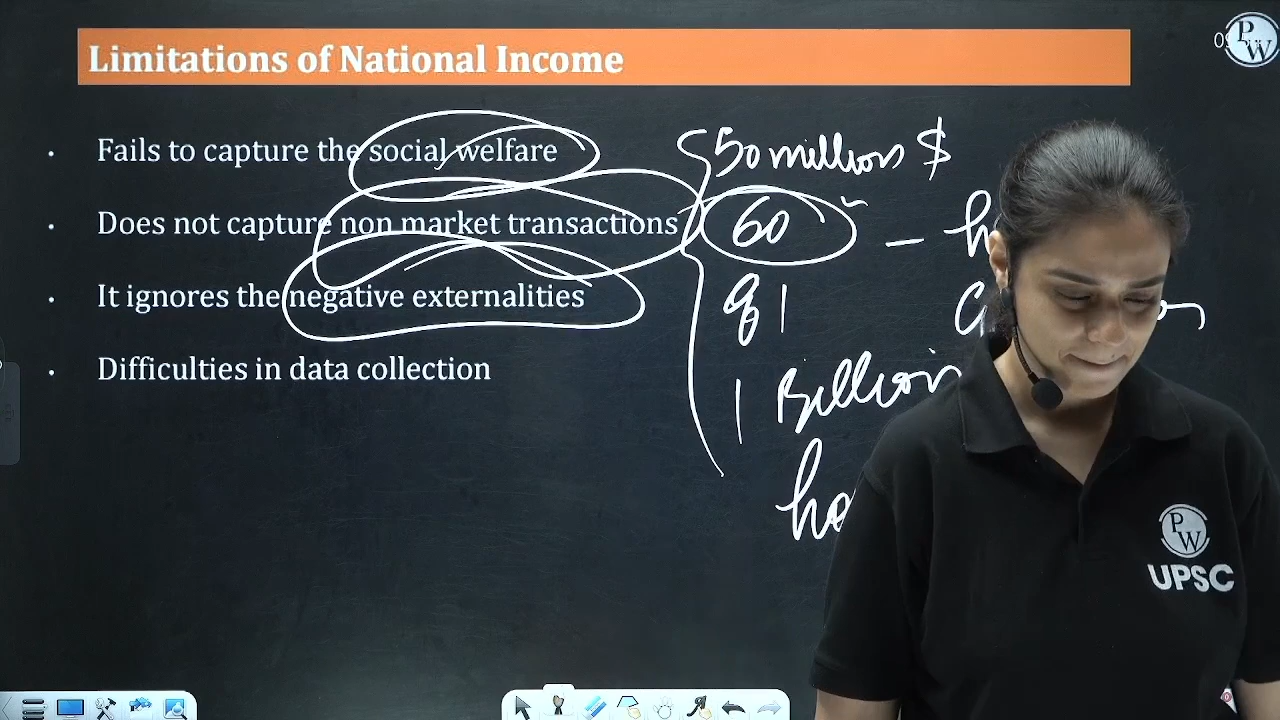 Limitations of National Income
PW
• Fails to capture the social welfare
• Does not capture non market transactions
• It ignores the negative externalities
• Difficulties in data collection
50 million $
60 –
1 Billion
PW
UPSC